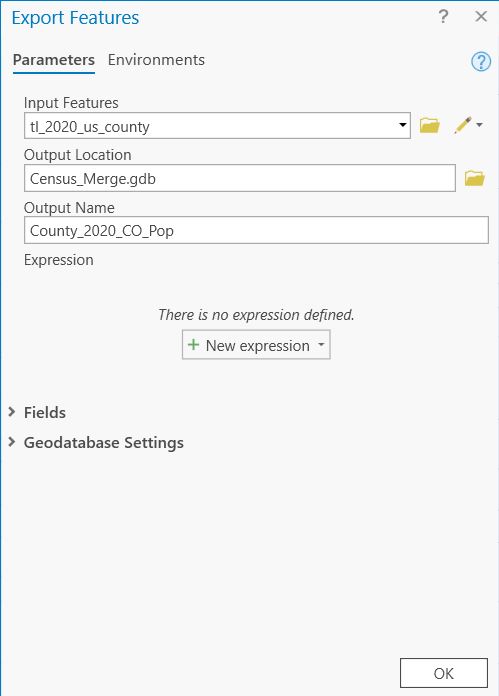 Export Features
?
Parameters Environments
?
Input Features
tl_2020_us_county
Output Location
Census_Merge.gdb
Output Name
County_2020_CO_Pop
Expression
There is no expression defined.
+ New expression
Fields
Geodatabase Settings
OK